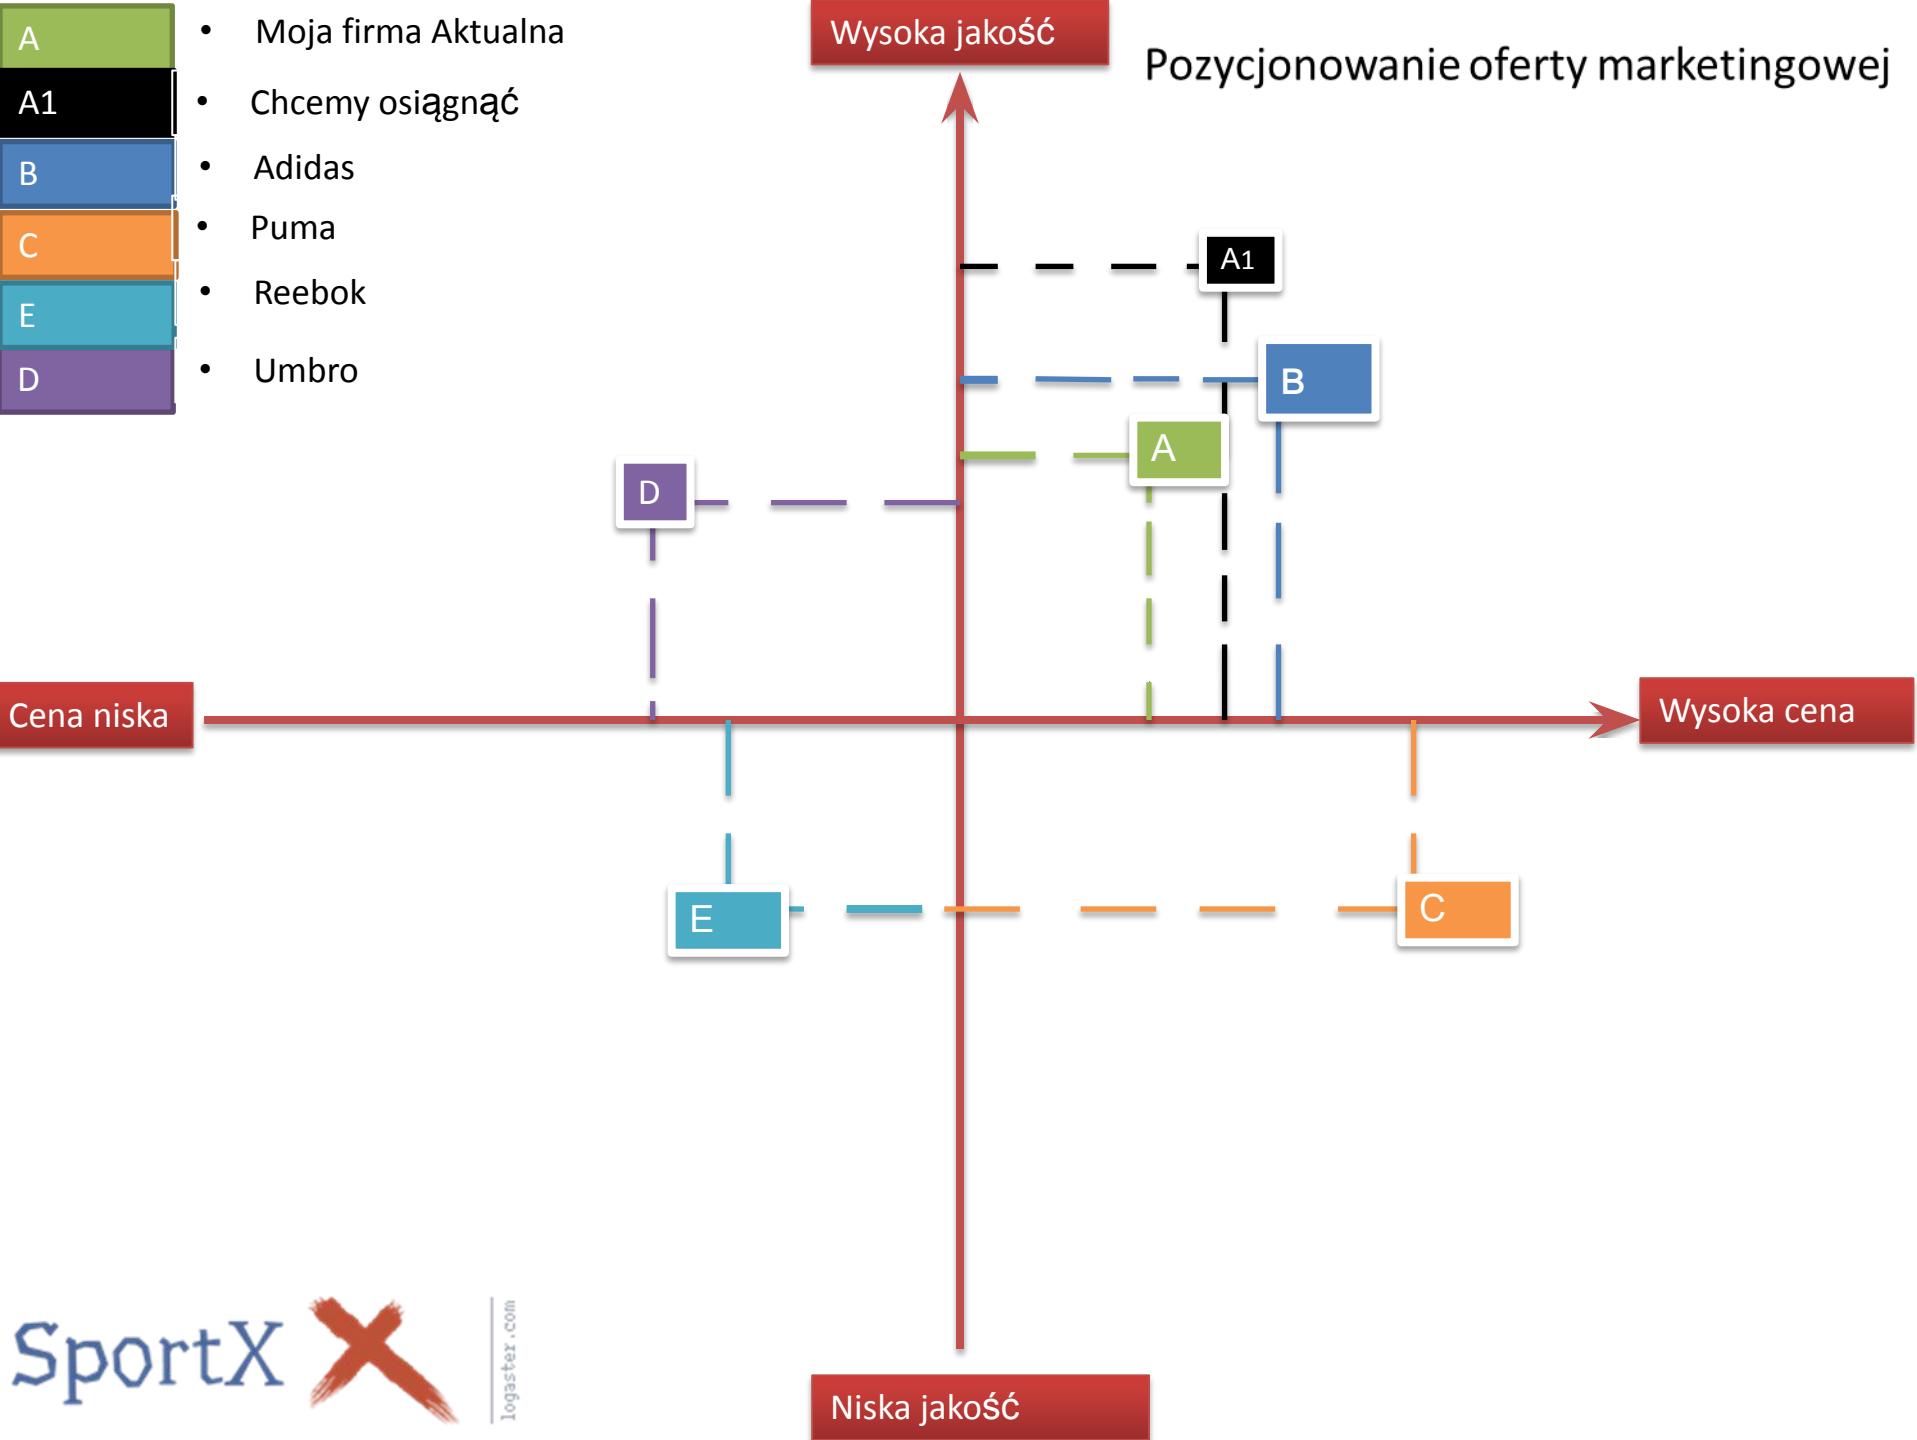 A
• Moja firma Aktualna
A1
• Chcemy osiągnąć
B
• Adidas
C
• Puma
E
• Reebok
D
• Umbro
Wysoka jakość
Pozycjonowanie oferty marketingowej
A1
B
A
D
Cena niska
Wysoka cena
E
C
SportX
logaster.com
Niska jakość